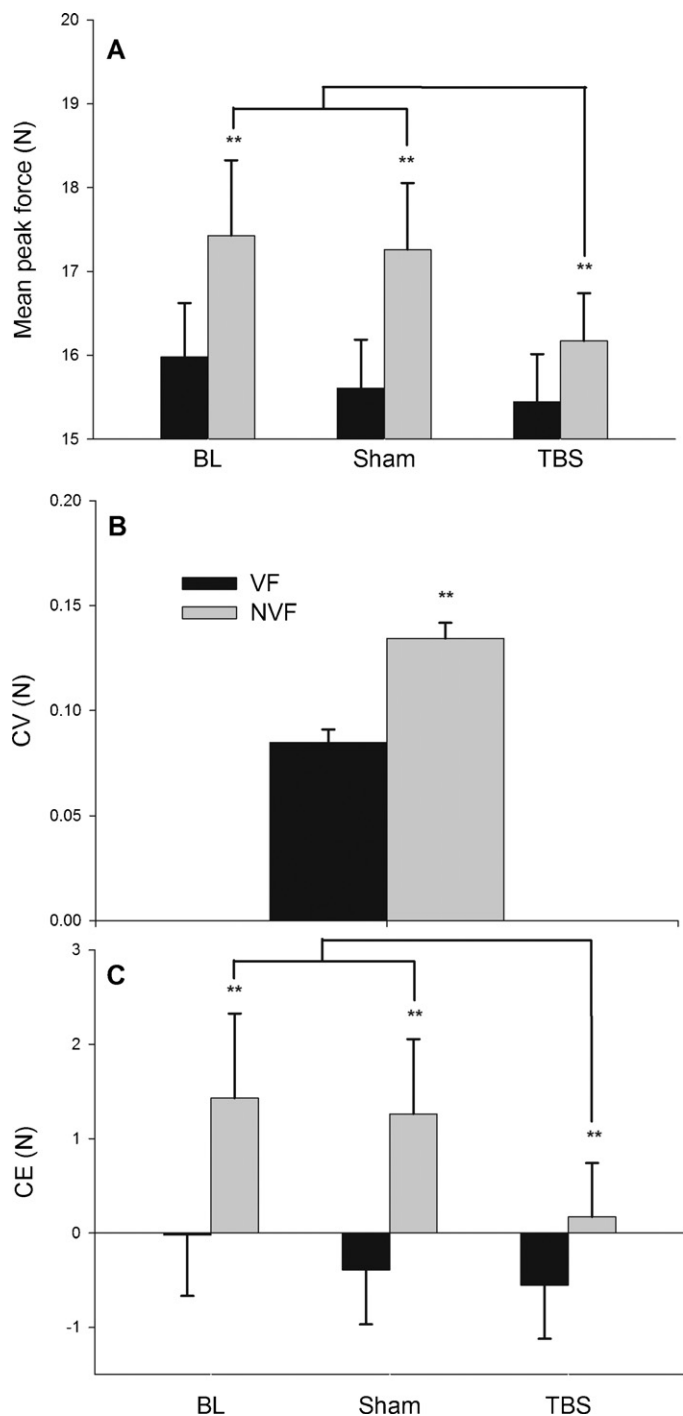 A
Mean peak force (N)
20
19
18
17
16
15
**
**
**
BL Sham TBS
B
CV (N)
0.20
0.15
0.10
0.05
0.00
VF
NVF
**
C
CE (N)
3
2
1
0
-1
**
**
**
BL Sham TBS